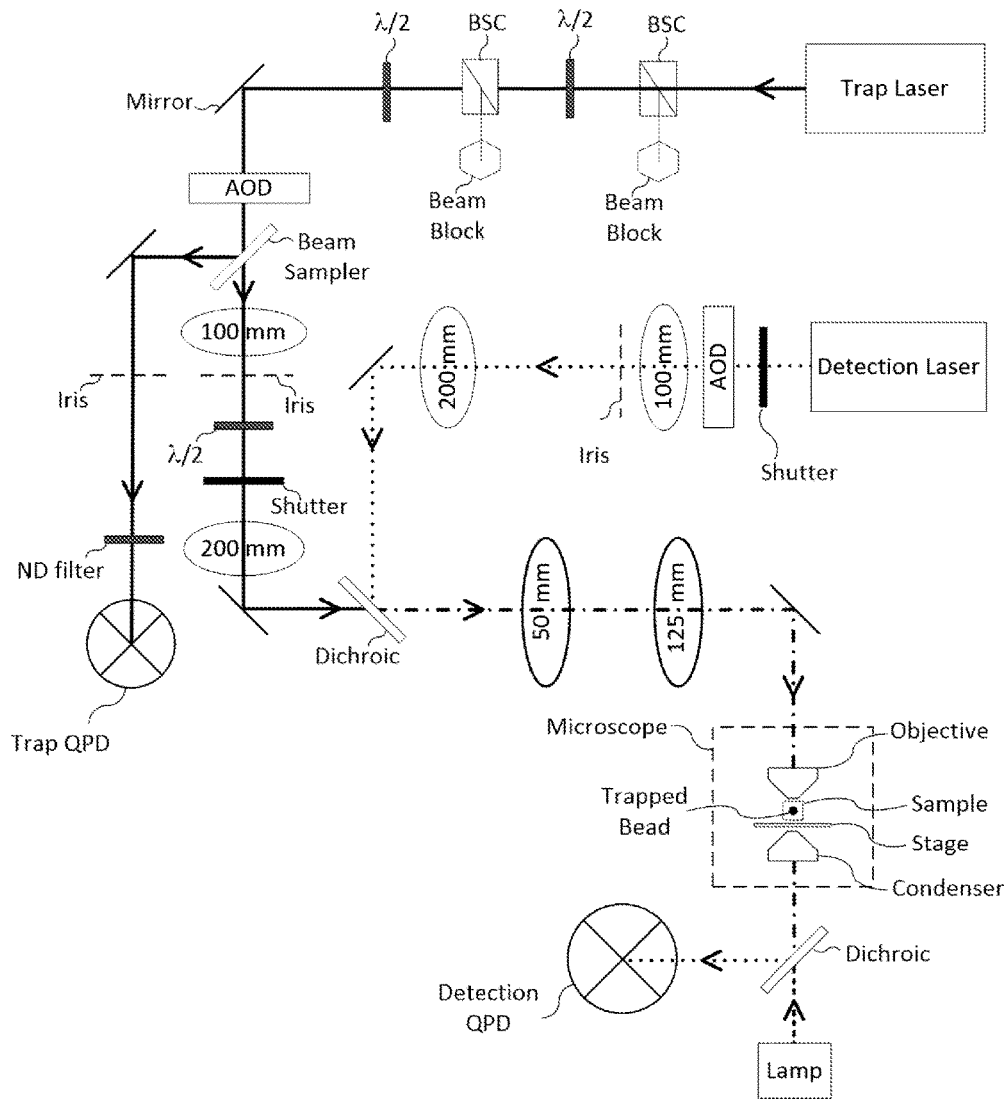 λ/2
BSC
λ/2
BSC
Trap Laser
Mirror
Beam
Block
Beam
Block
AOD
Beam
Sampler
100 mm
Iris
Iris
λ/2
Shutter
200 mm
ND filter
Trap QPD
200 mm
Iris
100 mm
AOD
Shutter
Detection Laser
Dichroic
50 mm
125 mm
Microscope
Objective
Trapped
Bead
Sample
Stage
Condenser
Dichroic
Detection
QPD
Lamp